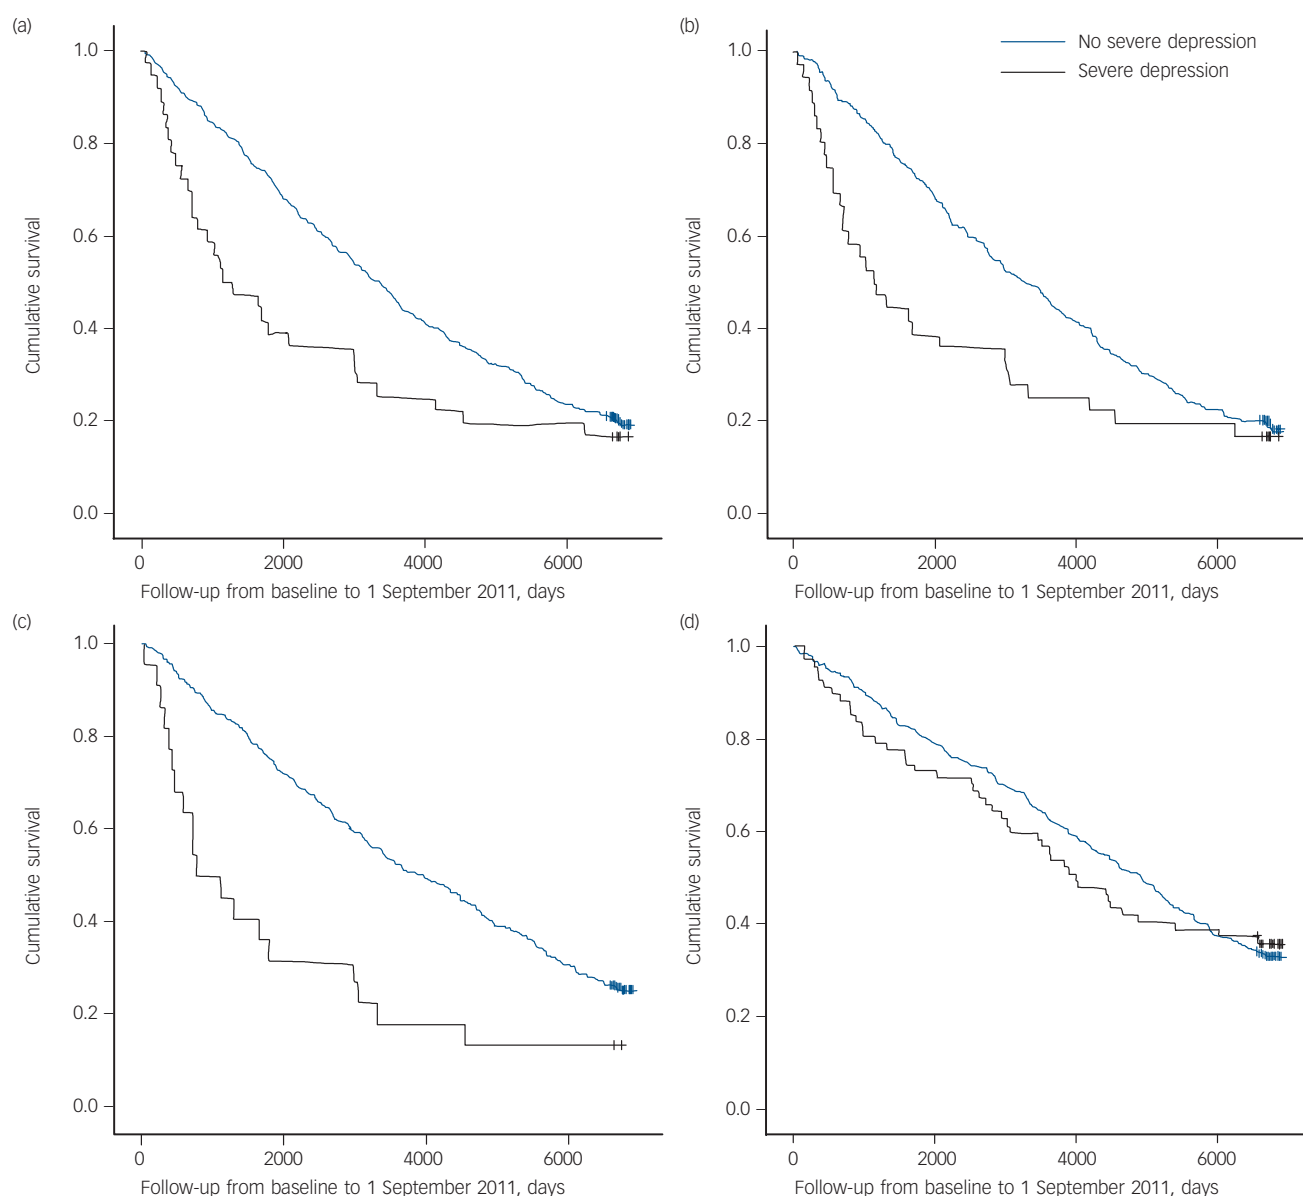 (a)
1.0
0.8
0.6
0.4
0.2
0.0
Cumulative survival
0 2000 4000 6000
Follow-up from baseline to 1 September 2011, days
(b)
No severe depression
Severe depression
1.0
0.8
0.6
0.4
0.2
0.0
Cumulative survival
0 2000 4000 6000
Follow-up from baseline to 1 September 2011, days
(c)
1.0
0.8
0.6
0.4
0.2
0.0
Cumulative survival
0 2000 4000 6000
Follow-up from baseline to 1 September 2011, days
(d)
1.0
0.8
0.6
0.4
0.2
0.0
Cumulative survival
0 2000 4000 6000
Follow-up from baseline to 1 September 2011, days